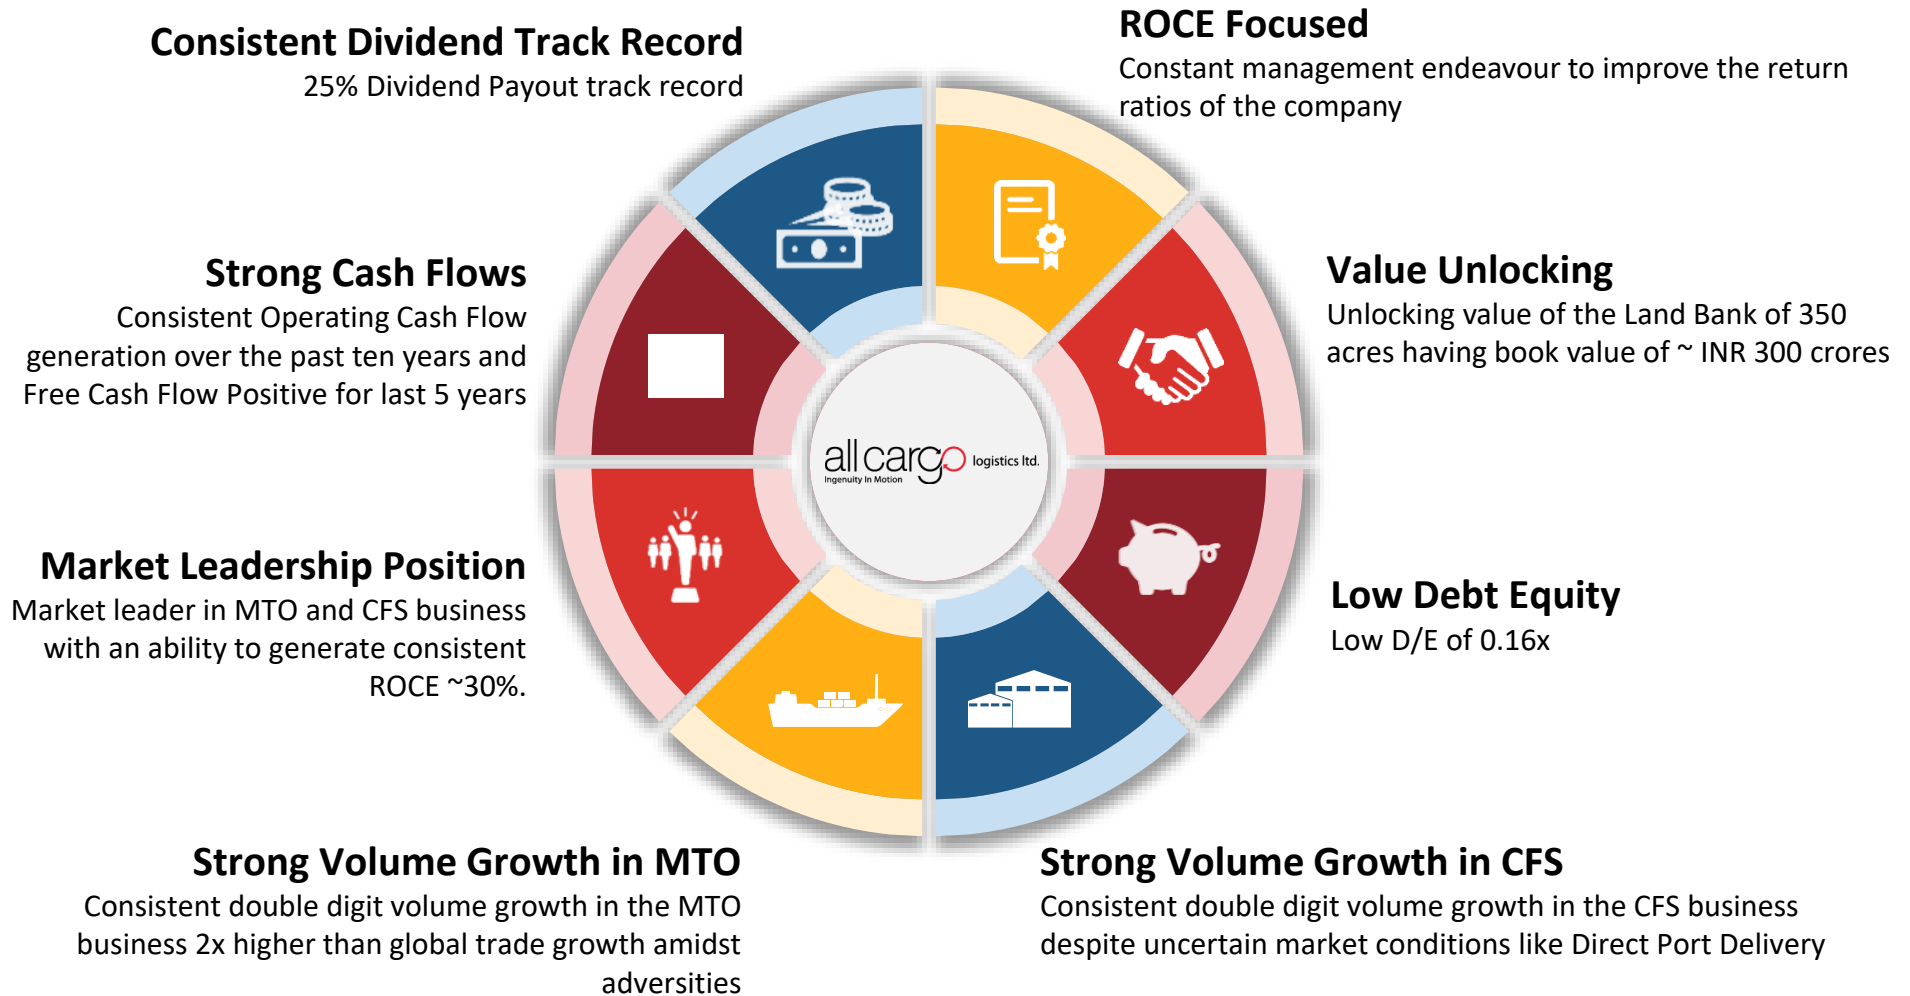 Consistent Dividend Track Record
25% Dividend Payout track record
ROCE Focused
Constant management endeavour to improve the return
ratios of the company
Strong Cash Flows
Consistent Operating Cash Flow
generation over the past ten years and
Free Cash Flow Positive for last 5 years
Value Unlocking
Unlocking value of the Land Bank of 350
acres having book value of ~ INR 300 crores
allcargo logistics ltd.
Ingenuity In Motion
Market Leadership Position
Market leader in MTO and CFS business
with an ability to generate consistent
ROCE ~30%.
Low Debt Equity
Low D/E of 0.16x
Strong Volume Growth in MTO
Consistent double digit volume growth in the MTO
business 2x higher than global trade growth amidst
adversities
Strong Volume Growth in CFS
Consistent double digit volume growth in the CFS business
despite uncertain market conditions like Direct Port Delivery